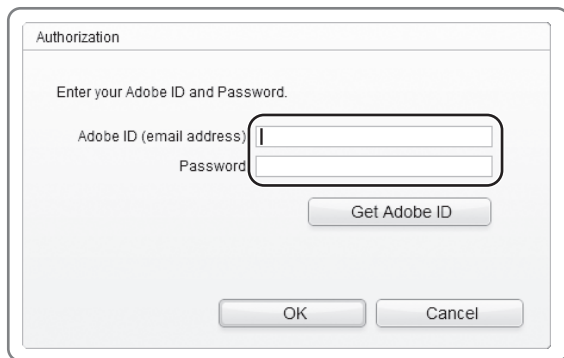 Authorization
Enter your Adobe ID and Password.
Adobe ID (email address)
Password
Get Adobe ID
OK
Cancel